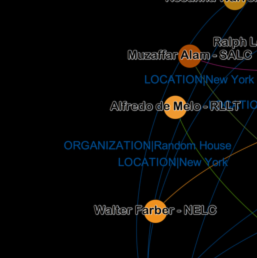 Ralph L
Muzaffar Alam - SALC
LOCATION|New York
Alfredo de Melo - RLLT
ORGANIZATION|Random House
LOCATION|New York
Walter Farber - NELC